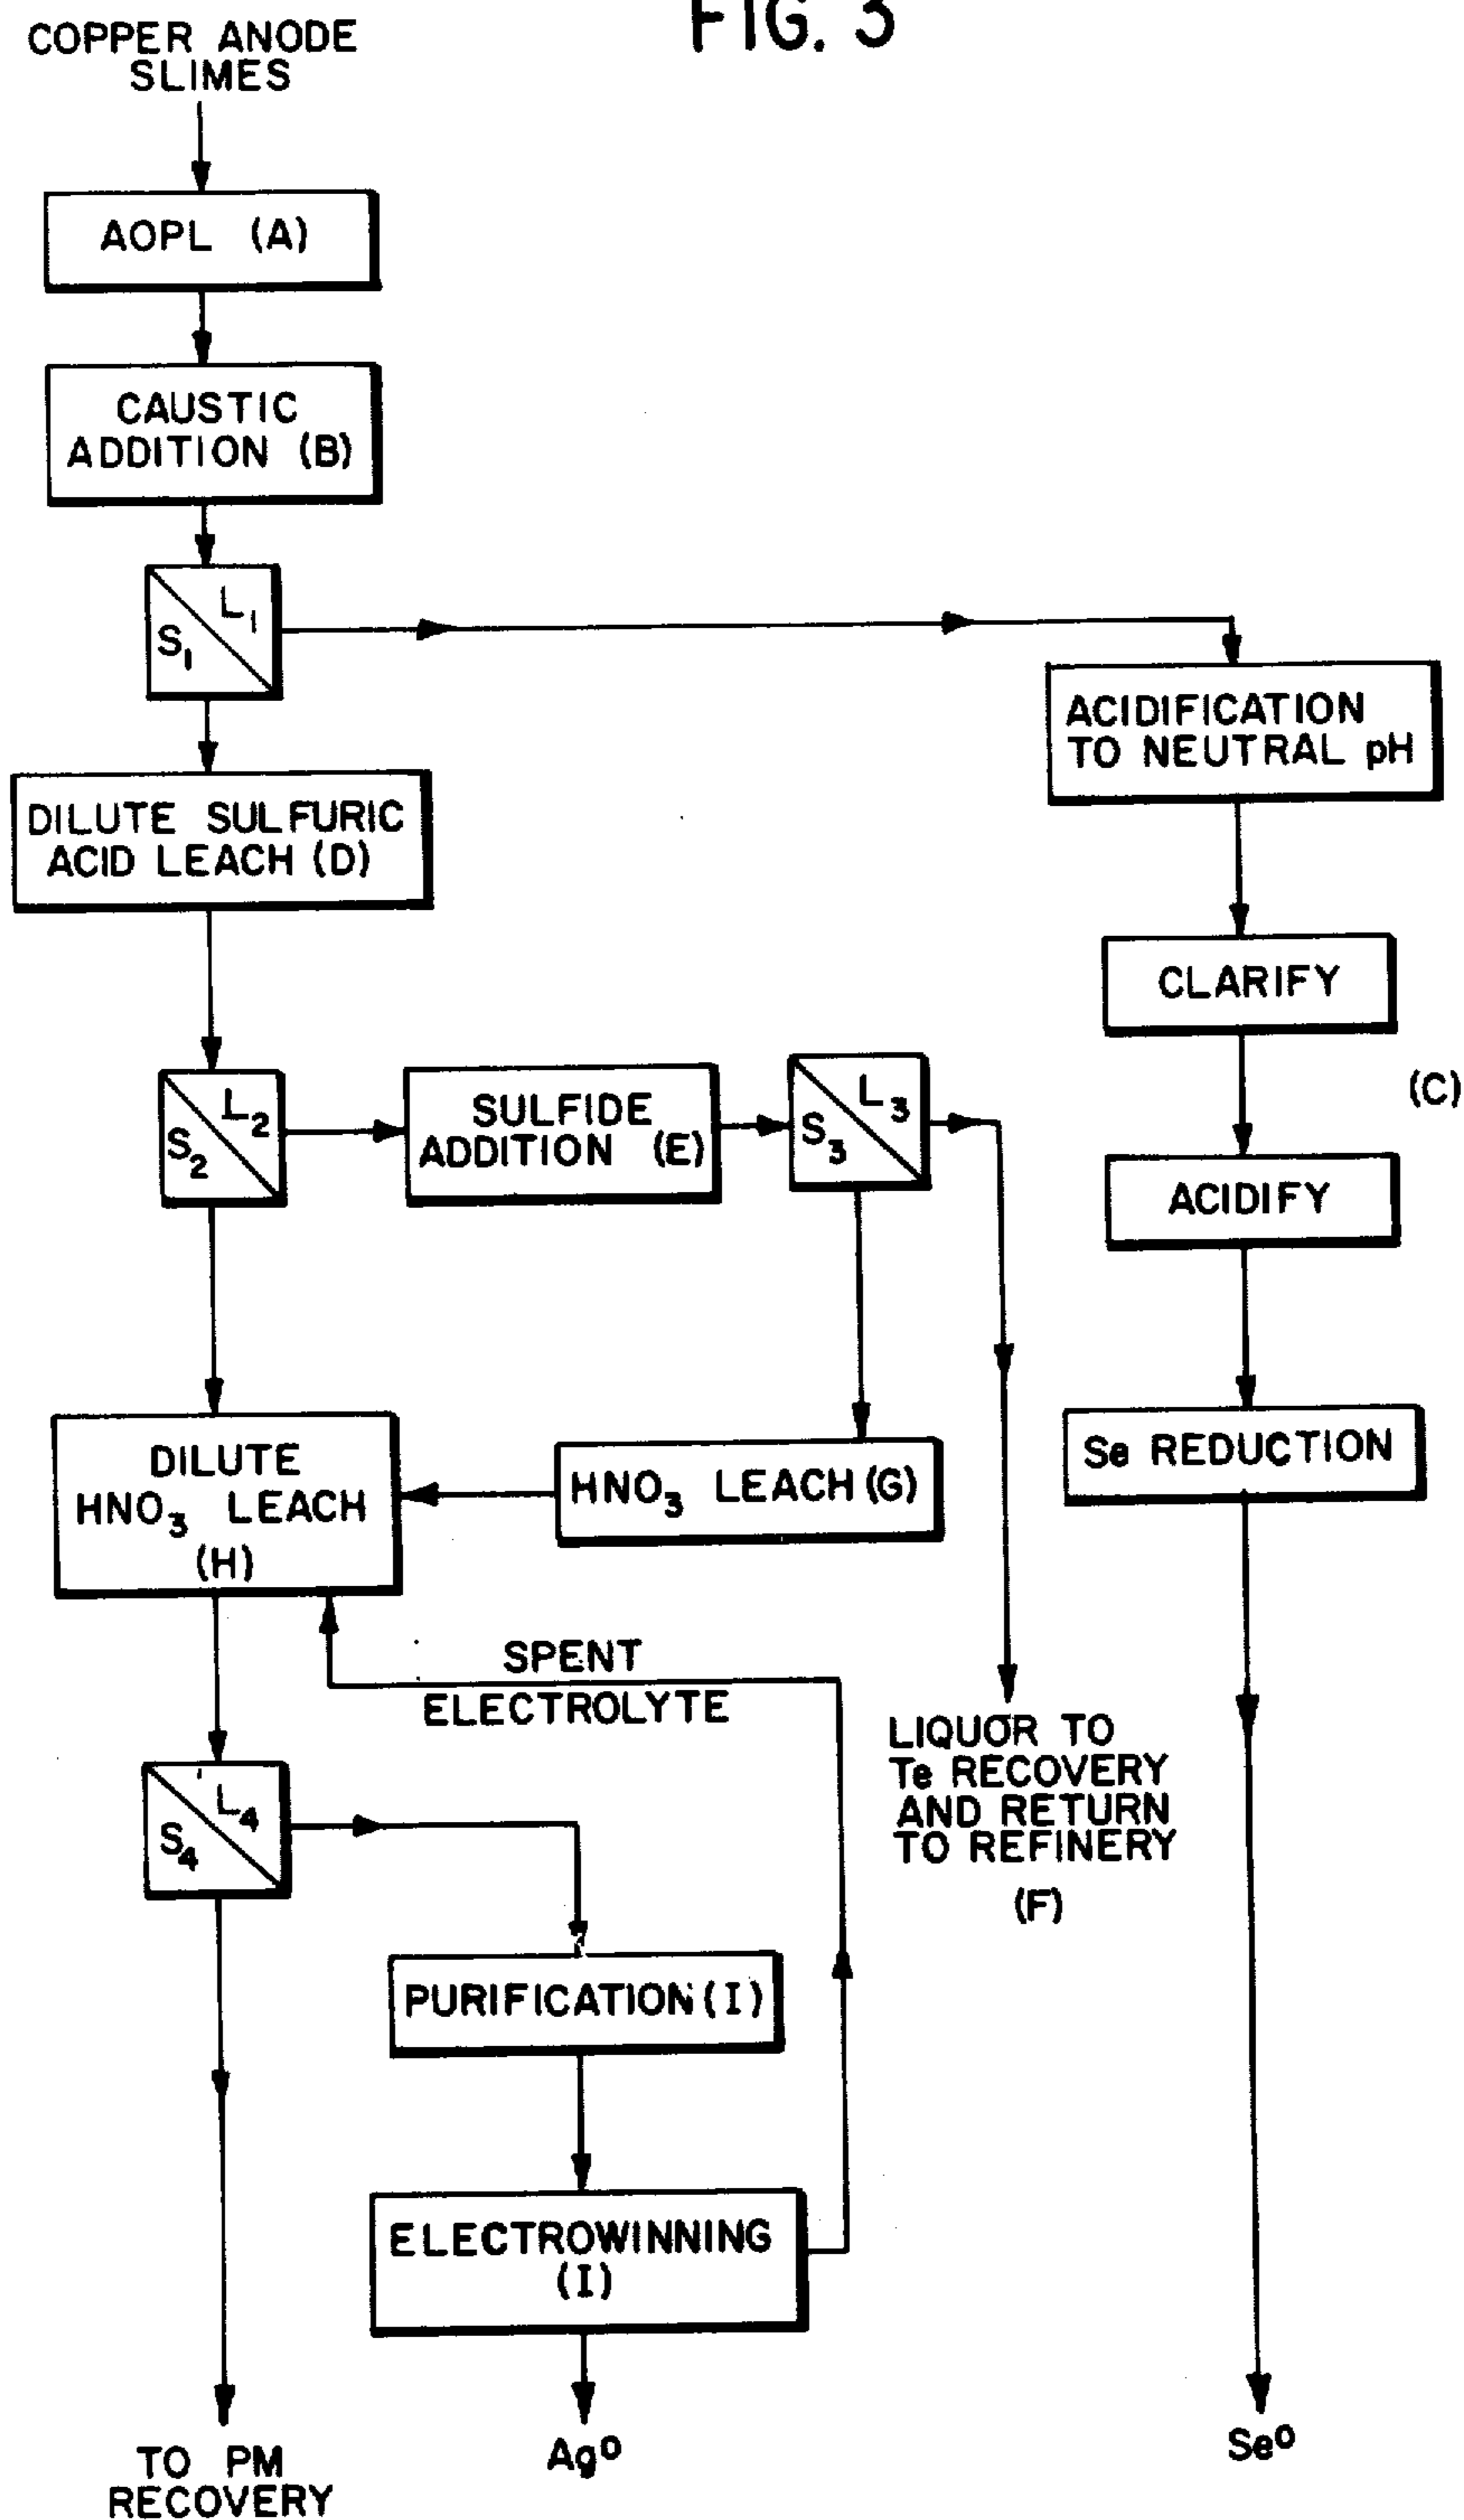 FIG. 3
COPPER ANODE
SLIMES
AOPL (A)
CAUSTIC
ADDITION (B)
L1
S1
ACIDIFICATION
TO NEUTRAL pH
DILUTE SULFURIC
ACID LEACH (D)
CLARIFY
(C)
L2
S2
SULFIDE
ADDITION (E)
L3
S3
ACIDIFY
DILUTE
HNO3 LEACH
(H)
HNO3 LEACH (G)
Se REDUCTION
SPENT
ELECTROLYTE
LIQUOR TO
Te RECOVERY
AND RETURN
TO REFINERY
(F)
L4
S4
PURIFICATION (I)
ELECTROWINNING
(I)
TO PM
RECOVERY
Ag°
Se°